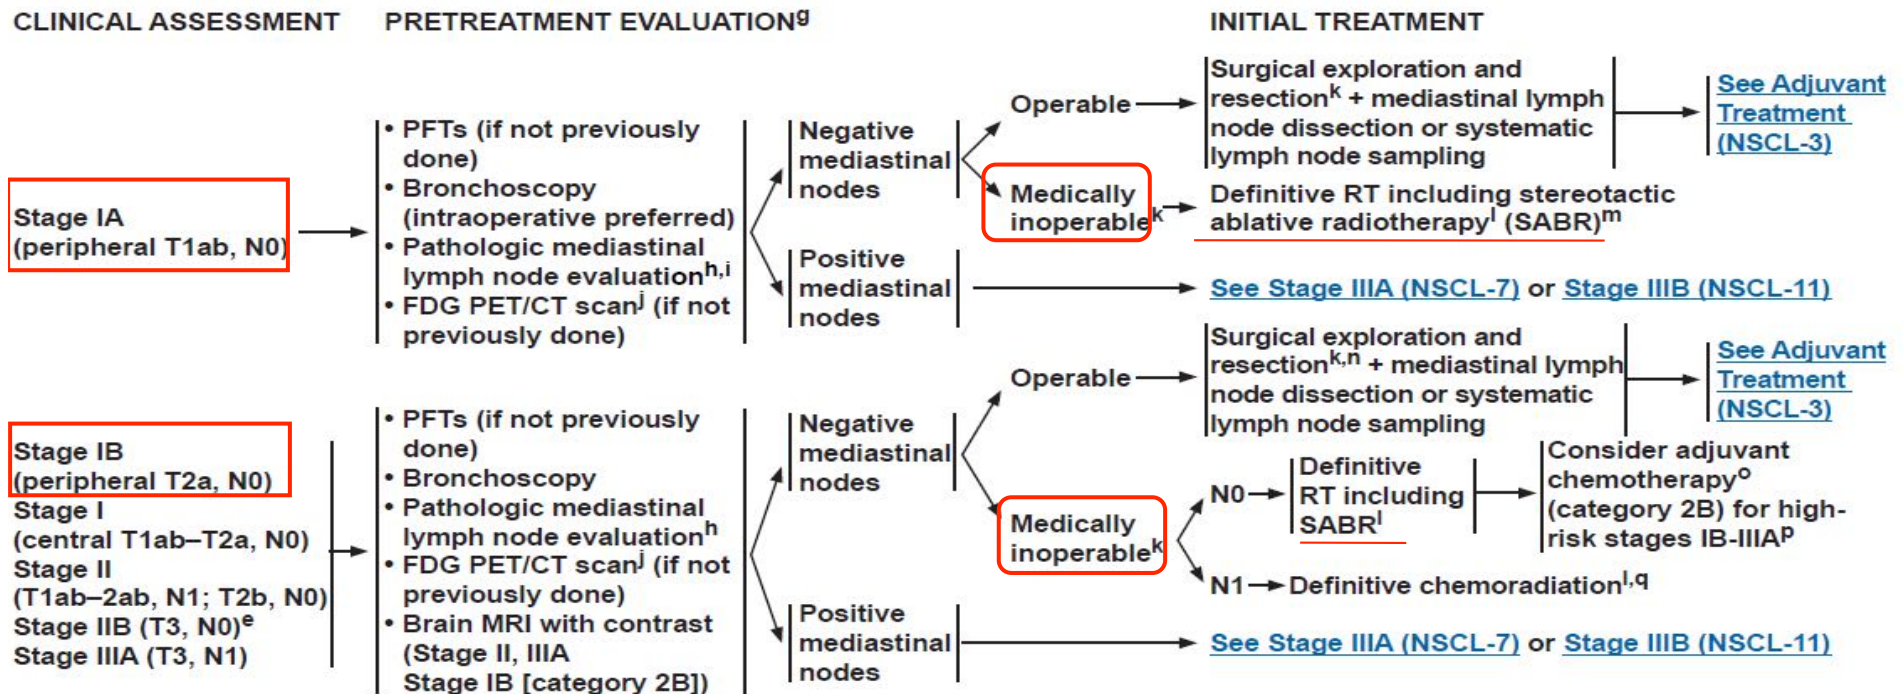 CLINICAL ASSESSMENT
PRETREATMENT EVALUATIONg
INITIAL TREATMENT
Stage IA
(peripheral T1ab, N0)
• PFTs (if not previously
done)
• Bronchoscopy
(intraoperative preferred)
• Pathologic mediastinal
lymph node evaluationh,i
• FDG PET/CT scanj (if not
previously done)
Negative
mediastinal
nodes
Operable
Surgical exploration and
resectionk + mediastinal lymph
node dissection or systematic
lymph node sampling
See Adjuvant
Treatment
(NSCL-3)
Medically
inoperablek
Definitive RT including stereotactic
ablative radiotherapyl (SABR)m
Positive
mediastinal
nodes
See Stage IIIA (NSCL-7) or Stage IIIB (NSCL-11)
Stage IB
(peripheral T2a, N0)
Stage I
(central T1ab–T2a, N0)
Stage II
(T1ab–2ab, N1; T2b, N0)
Stage IIB (T3, N0)e
Stage IIIA (T3, N1)
• PFTs (if not previously
done)
• Bronchoscopy
• Pathologic mediastinal
lymph node evaluationh
• FDG PET/CT scanj (if not
previously done)
• Brain MRI with contrast
(Stage II, IIIA
Stage IB [category 2B])
Negative
mediastinal
nodes
Operable
Surgical exploration and
resectionk,n + mediastinal lymph
node dissection or systematic
lymph node sampling
See Adjuvant
Treatment
(NSCL-3)
Medically
inoperablek
N0
Definitive
RT including
SABRl
Consider adjuvant
chemotherapyo
(category 2B) for high-
risk stages IB-IIIAp
N1
Definitive chemoradiationl,q
Positive
mediastinal
nodes
See Stage IIIA (NSCL-7) or Stage IIIB (NSCL-11)